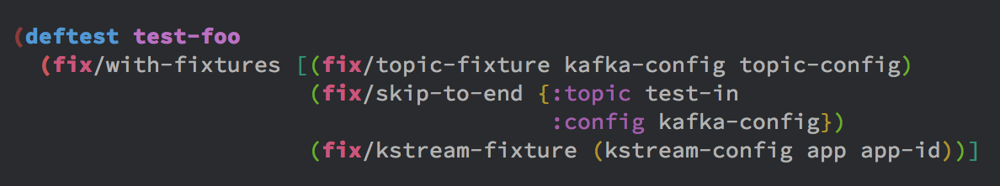 (deftest test-foo
  (fix/with-fixtures [(fix/topic-fixture kafka-config topic-config)
                      (fix/skip-to-end {:topic test-in
                                        :config kafka-config})
                      (fix/kstream-fixture (kstream-config app app-id))]